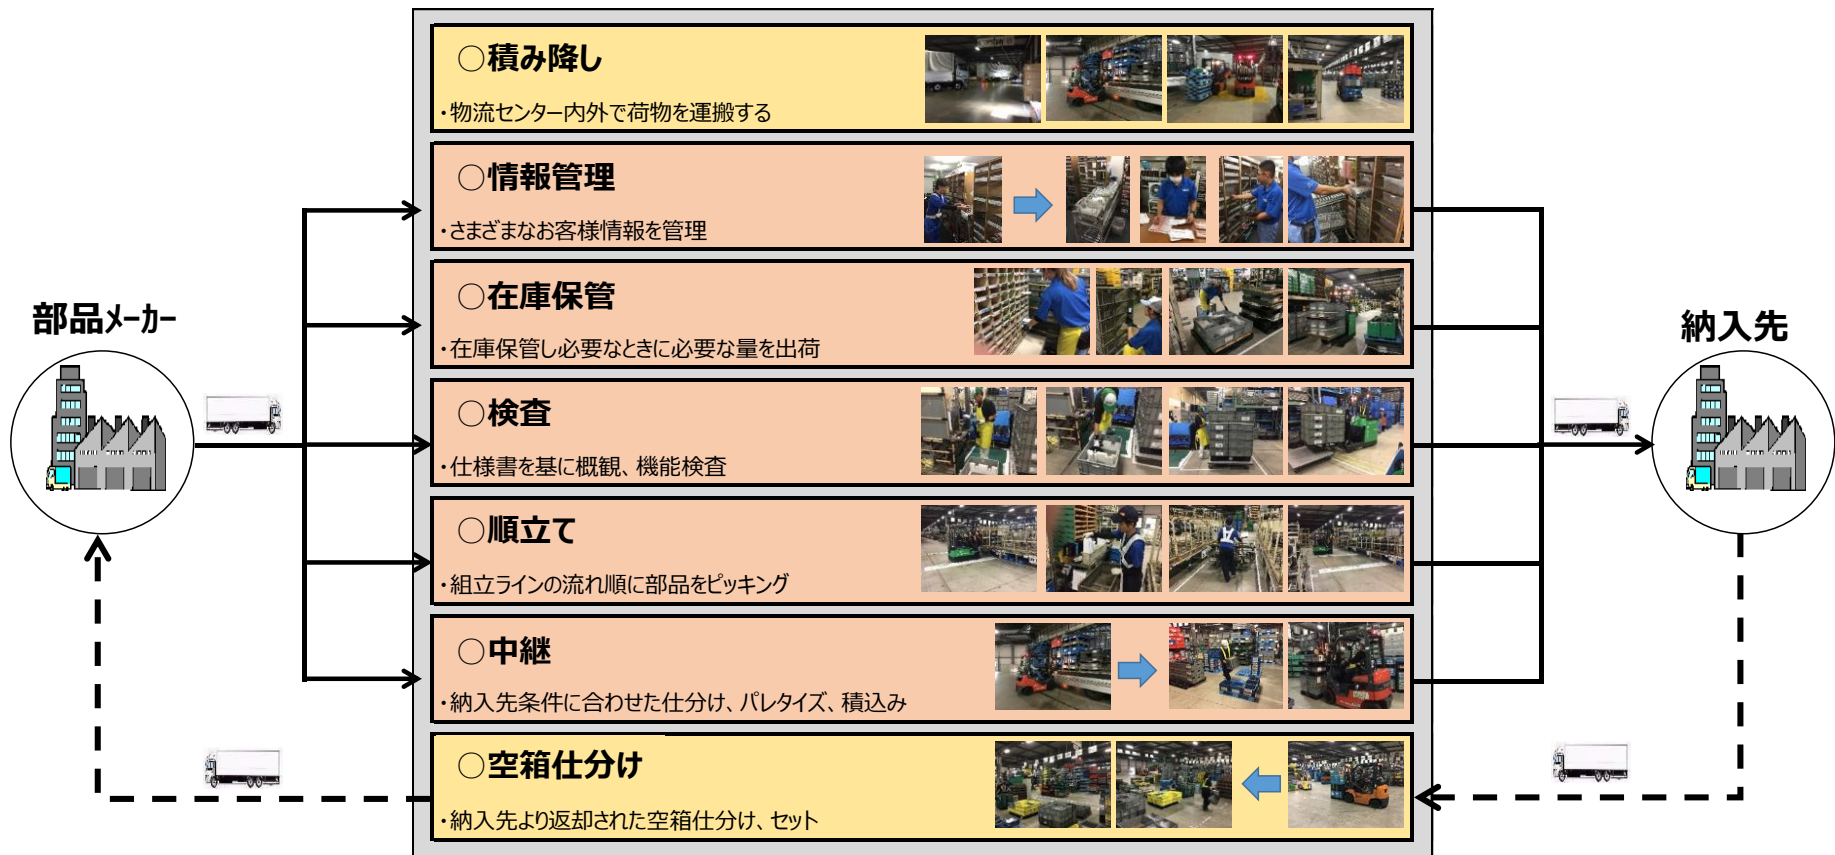 部品メーカー
○積み降し
・物流センター内外で荷物を運搬する
○情報管理
・さまざまなお客様情報を管理
○在庫保管
・在庫保管し必要なときに必要な量を出荷
○検査
・仕様書を基に概観、機能検査
○順立て
・組立ラインの流れ順に部品をピッキング
○中継
・納入先条件に合わせた仕分け、パレタイズ、積込み
○空箱仕分け
・納入先より返却された空箱仕分け、セット
納入先